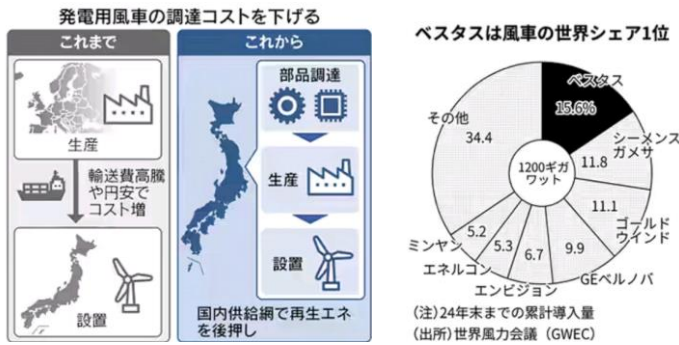 発電用風車の調達コストを下げる
これまで
生産
輸送費高騰
や円安で
コスト増
設置
これから
部品調達
生産
設置
国内供給網で再生エネ
を後押し
ベスタスは風車の世界シェア1位
ベスタス
15.6%
シーメンス
ガメサ
11.8
ゴールド
ウインド
11.1
GEベルノバ
9.9
エンビジョン
6.7
エネルコン
5.3
ミンヤン
5.2
その他
34.4
1200ギガ
ワット
(注)24年末までの累計導入量
(出所)世界風力会議(GWEC)